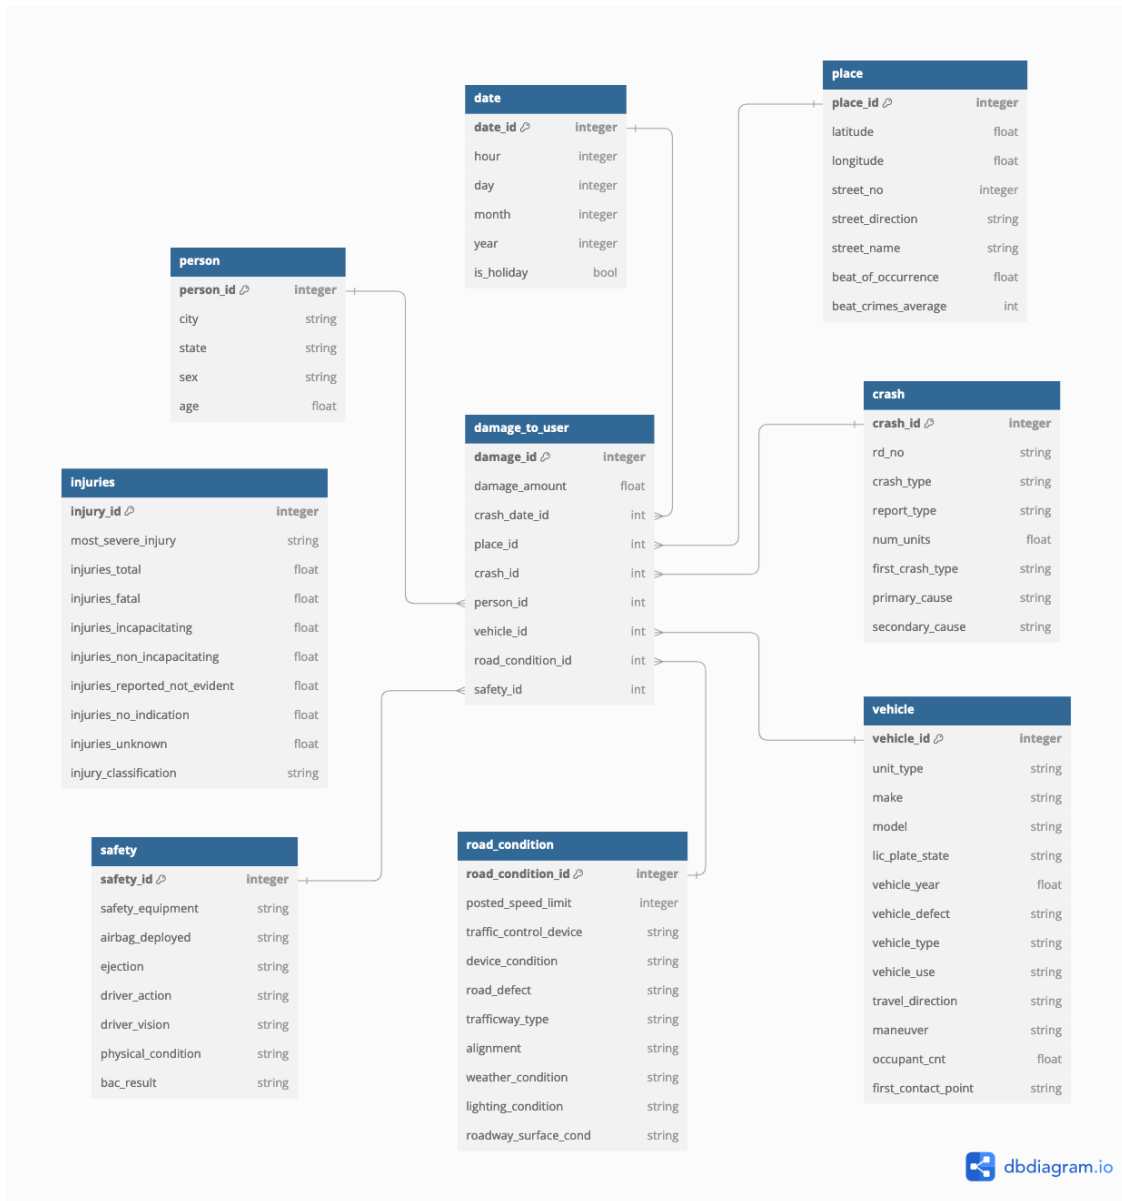 date
date_id integer
hour integer
day integer
month integer
year integer
is_holiday bool
place
place_id integer
latitude float
longitude float
street_no integer
street_direction string
street_name string
beat_of_occurrence float
beat_crimes_average int
person
person_id integer
city string
state string
sex string
age float
damage_to_user
damage_id integer
damage_amount float
crash_date_id int
place_id int
crash_id int
person_id int
vehicle_id int
road_condition_id int
safety_id int
crash
crash_id integer
rd_no string
crash_type string
report_type string
num_units float
first_crash_type string
primary_cause string
secondary_cause string
injuries
injury_id integer
most_severe_injury string
injuries_total float
injuries_fatal float
injuries_incapacitating float
injuries_non_incapacitating float
injuries_reported_not_evident float
injuries_no_indication float
injuries_unknown float
injury_classification string
vehicle
vehicle_id integer
unit_type string
make string
model string
lic_plate_state string
vehicle_year float
vehicle_defect string
vehicle_type string
vehicle_use string
travel_direction string
maneuver string
occupant_cnt float
first_contact_point string
safety
safety_id integer
safety_equipment string
airbag_deployed string
ejection string
driver_action string
driver_vision string
physical_condition string
bac_result string
road_condition
road_condition_id integer
posted_speed_limit integer
traffic_control_device string
device_condition string
road_defect string
trafficway_type string
alignment string
weather_condition string
lighting_condition string
roadway_surface_cond string
dbdiagram.io